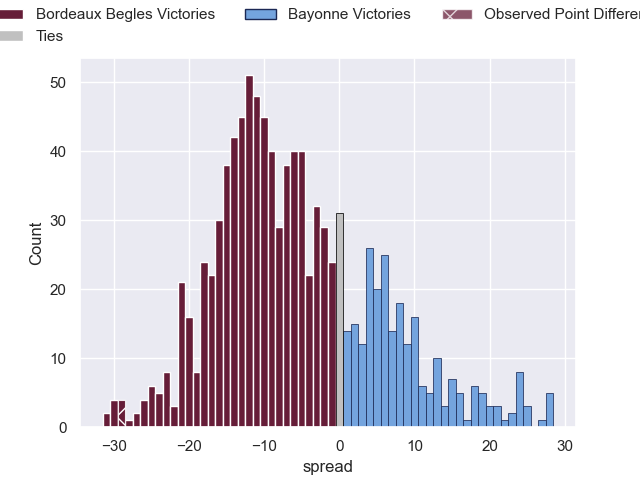 Bordeaux Begles Victories Bayonne Victories Observed Point
Ties
50
40
30
20
10
0
Count
−30 −20 −10 0 10 20 30
spread